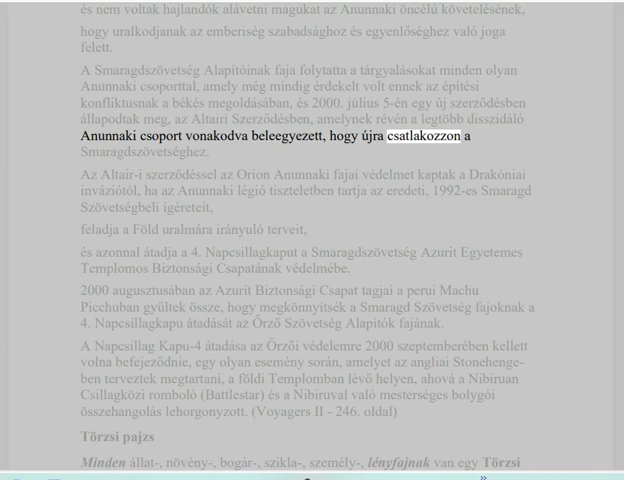 és nem voltak hajlandók alávetni magukat az Anunnaki öncélú követelésének,
hogy uralkodjanak az emberiség szabadsághoz és egyenlőséghez való joga
felett.
A Smaragdszövetség Alapítóinak faja folytatta a tárgyalásokat minden olyan
Anunnaki csoporttal, amely még mindig érdekelt volt ennek az építési
konfliktusnak a békés megoldásában, és 2000. július 5-én egy új szerződésben
állapodtak meg, az Altairi Szerződésben, amelynek révén a legtöbb disszidáló
Anunnaki csoport vonakodva beleegyezett, hogy újra csatlakozzon a
Smaragdszövetséghez.
Az Altair-i szerződéssel az Orion Anunnaki fajai védelmet kaptak a Drakóniai
inváziótól, ha az Anunnaki légió tiszteletben tartja az eredeti, 1992-es Smaragd
Szövetségbeli ígéreteit,
feladja a Föld uralmára irányuló terveit,
és azonnal átadja a 4. Napcsillagkaput a Smaragdszövetség Azurit Egyetemes
Templomos Biztonsági Csapatának védelmébe.
2000 augusztusában az Azurit Biztonsági Csapat tagjai a perui Machu
Picchuban gyűltek össze, hogy megkönnyítsék a Smaragd Szövetség fajoknak a
4. Napcsillagkapu átadását az Őrző Szövetség Alapítók fajának.
A Napcsillag Kapu-4 átadása az Őrzői védelemre 2000 szeptemberében kellett
volna befejeződnie, egy olyan esemény során, amelyet az angliai Stonehenge-
ben terveztek megtartani, a földi Templomban lévő helyen, ahová a Nibiruan
Csillagközi romboló (Battlestar) és a Nibiruval való mesterséges bolygói
összehangolás lehorgonyzott. (Voyagers II - 246. oldal)
Törzsi pajzs
Minden állat-, növény-, bogár-, szikla-, személy-, lényfajnak van egy Törzsi